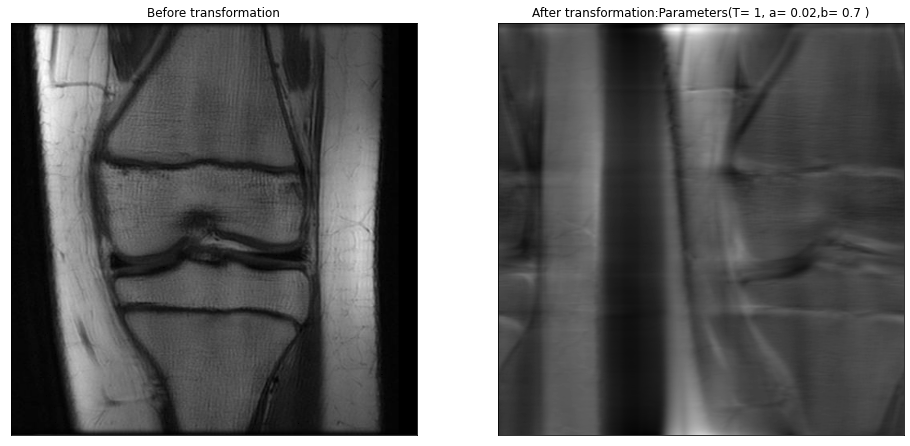 Before transformation
After transformation:Parameters(T= 1, a= 0.02,b= 0.7 )